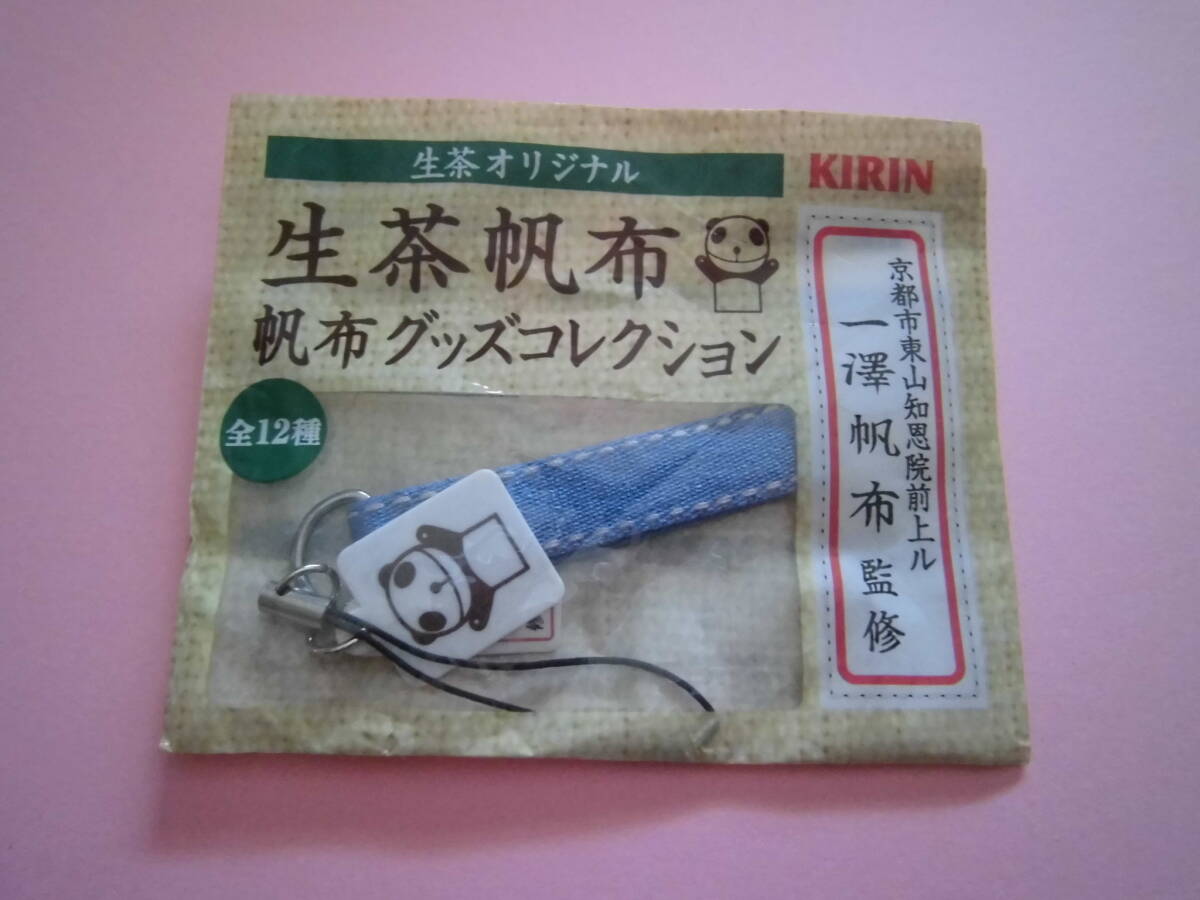 生茶オリジナル
KIRIN
生茶帆布
帆布グッズコレクション
全12種
京都市東山知恩院前上ル
一澤帆布監修